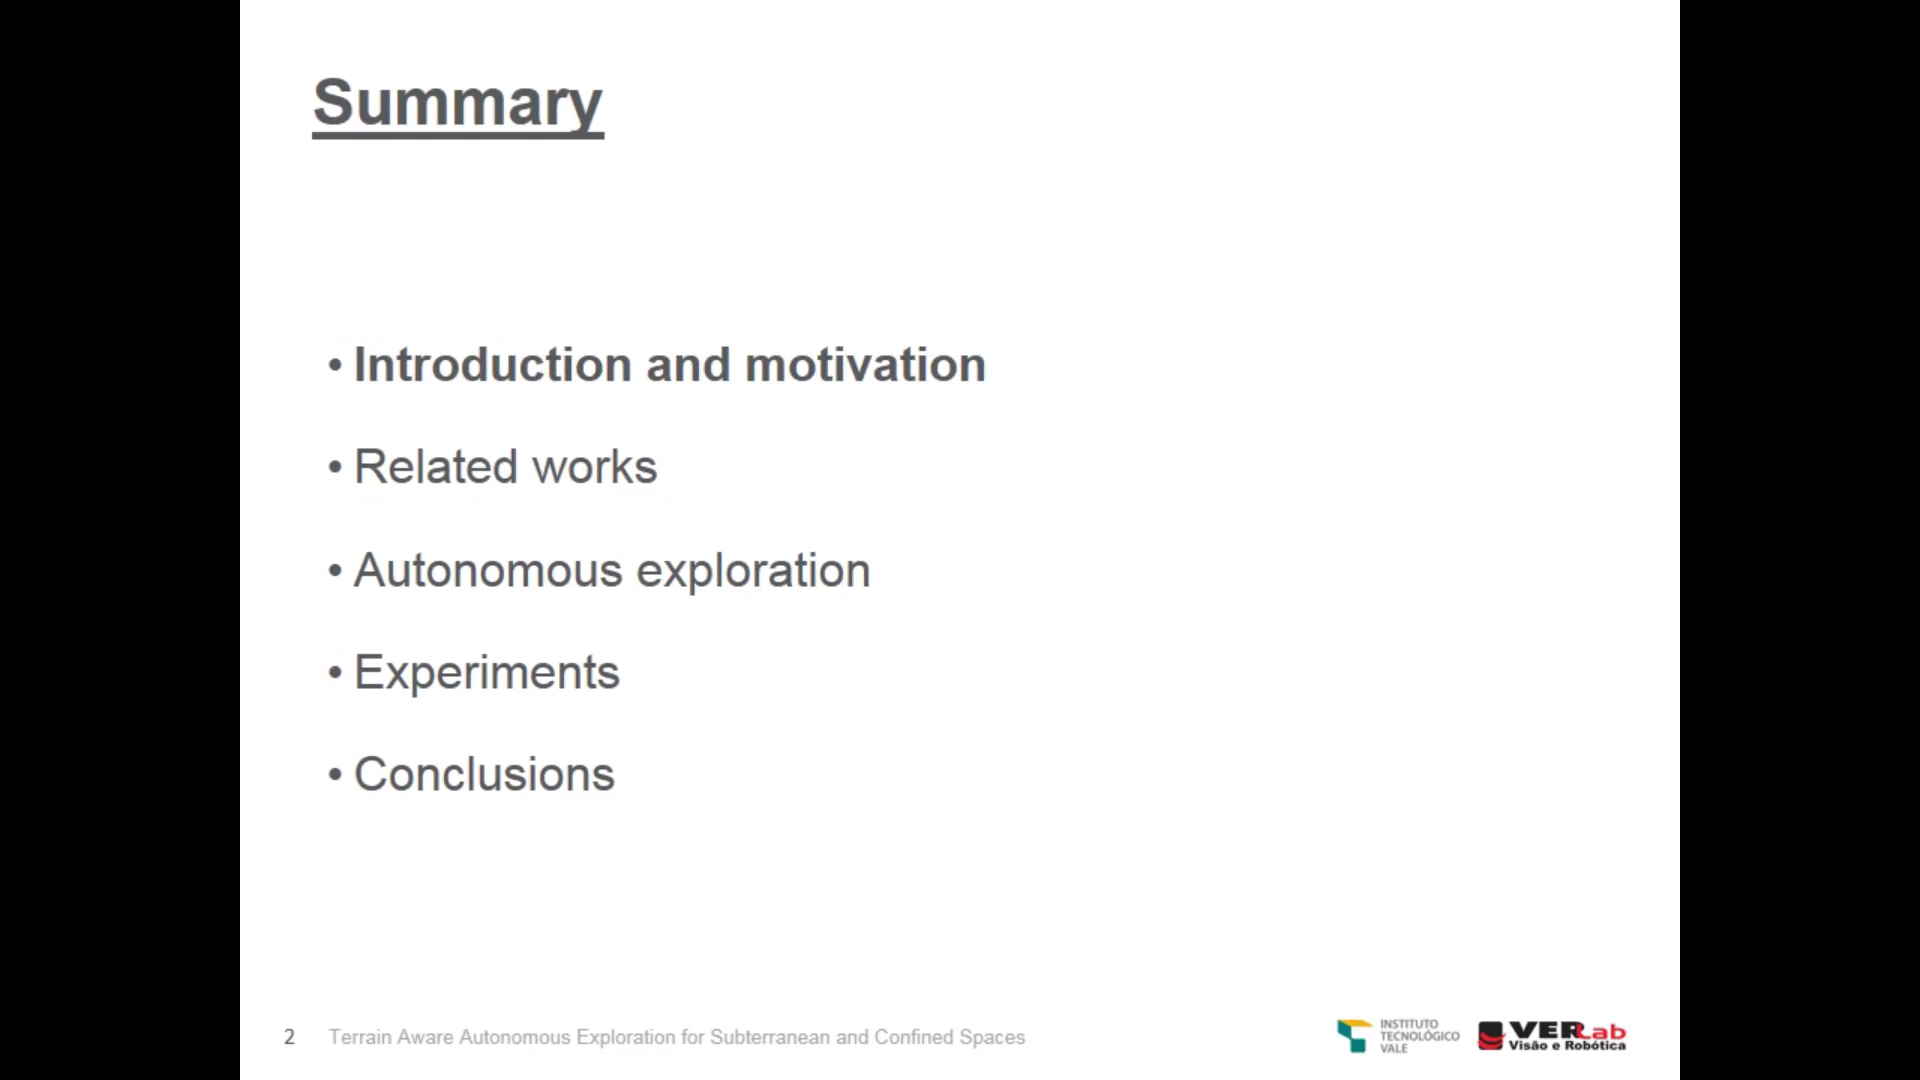 Summary
• Introduction and motivation
• Related works
• Autonomous exploration
• Experiments
• Conclusions
2 Terrain Aware Autonomous Exploration for Subterranean and Confined Spaces
INSTITUTO
TECNOLÓGICO
VALE
VERLab
Visão e Robótica